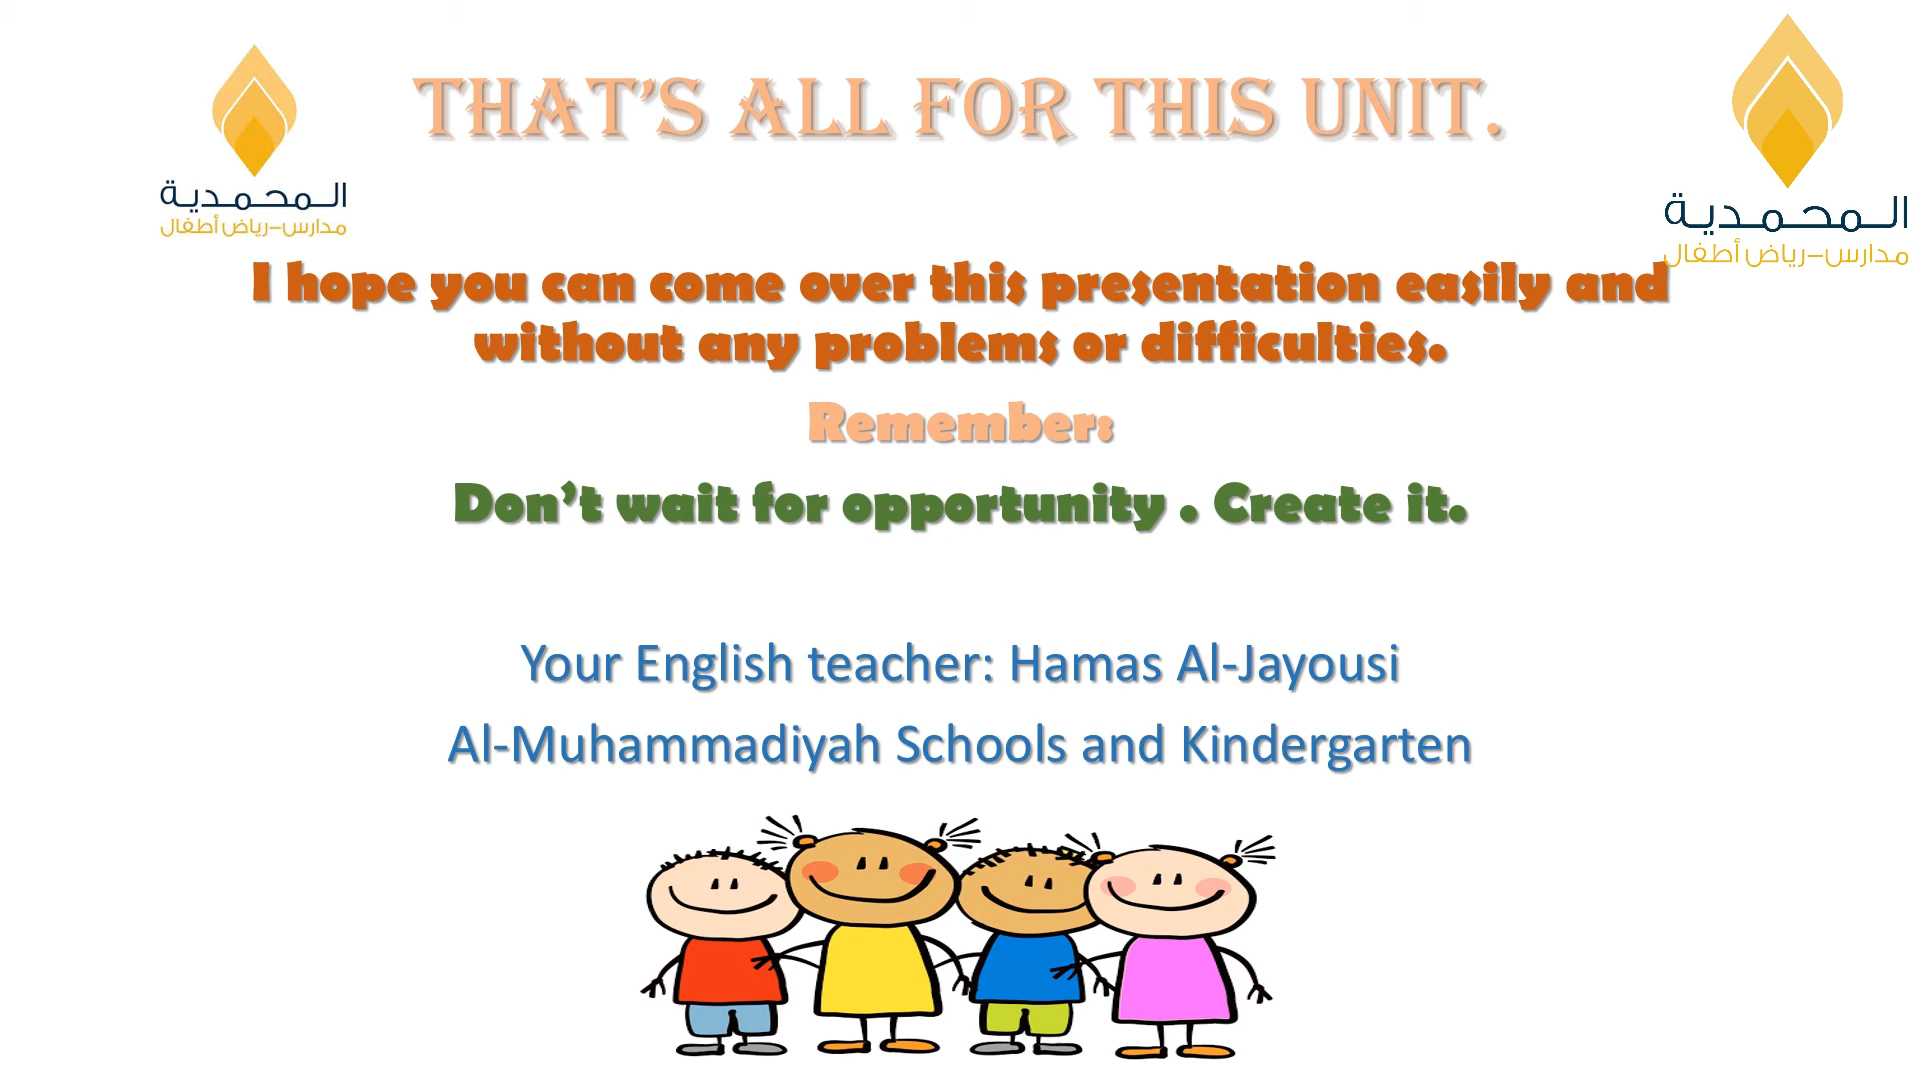 THAT’S ALL FOR THIS UNIT.
المحمدية
مدارس-رياض أطفال
المحمدية
مدارس-رياض أطفال
I hope you can come over this presentation easily and
without any problems or difficulties.
Remember:
Don’t wait for opportunity . Create it.
Your English teacher: Hamas Al-Jayousi
Al-Muhammadiyah Schools and Kindergarten